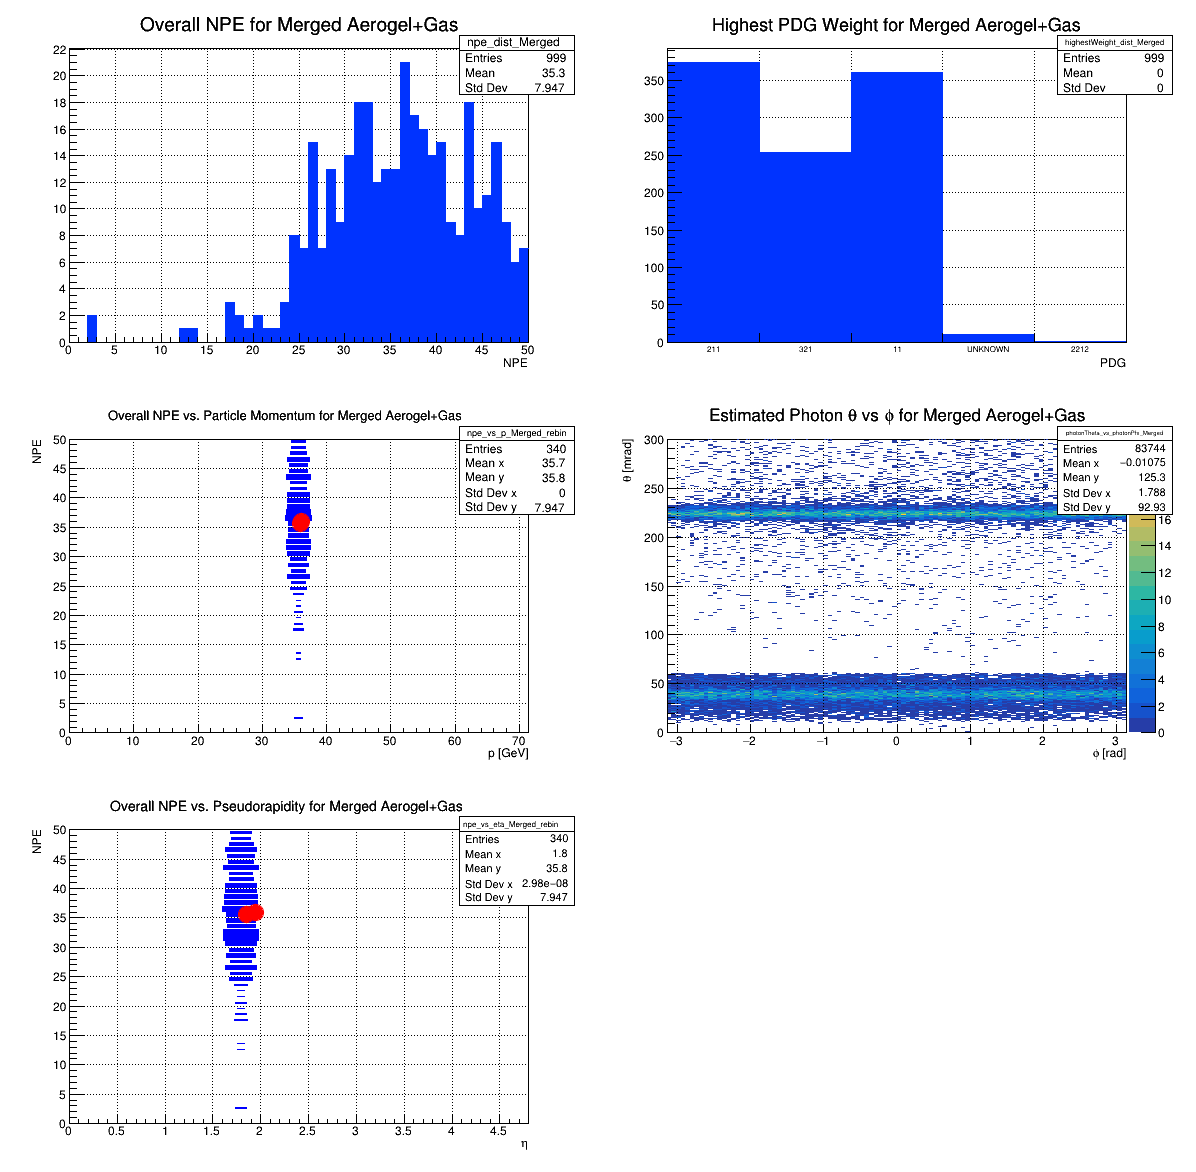 Overall NPE for Merged Aerogel+Gas
npe_dist_Merged
Entries 999
Mean 35.3
Std Dev 7.947
22
20
18
16
14
12
10
8
6
4
2
0
0 5 10 15 20 25 30 35 40 45 50
NPE
Highest PDG Weight for Merged Aerogel+Gas
highestWeight_dist_Merged
Entries 999
Mean 0
Std Dev 0
350
300
250
200
150
100
50
0
211 321 11 UNKNOWN 2212
PDG
Overall NPE vs. Particle Momentum for Merged Aerogel+Gas
npe_vs_p_Merged_rebin
Entries 340
Mean x 35.7
Mean y 35.8
Std Dev x 0
Std Dev y 7.947
NPE
50
45
40
35
30
25
20
15
10
5
0
0 10 20 30 40 50 60 70
p [GeV]
Estimated Photon θ vs ϕ for Merged Aerogel+Gas
photonTheta_vs_photonPhi_Merged
Entries 83744
Mean x −0.01075
Mean y 125.3
Std Dev x 1.788
Std Dev y 92.93
θ [mrad]
300
250
200
150
100
50
0
−3 −2 −1 0 1 2 3
ϕ [rad]
16
14
12
10
8
6
4
2
0
Overall NPE vs. Pseudorapidity for Merged Aerogel+Gas
npe_vs_eta_Merged_rebin
Entries 340
Mean x 1.8
Mean y 35.8
Std Dev x 2.98e−08
Std Dev y 7.947
NPE
50
45
40
35
30
25
20
15
10
5
0
0 0.5 1 1.5 2 2.5 3 3.5 4 4.5
η